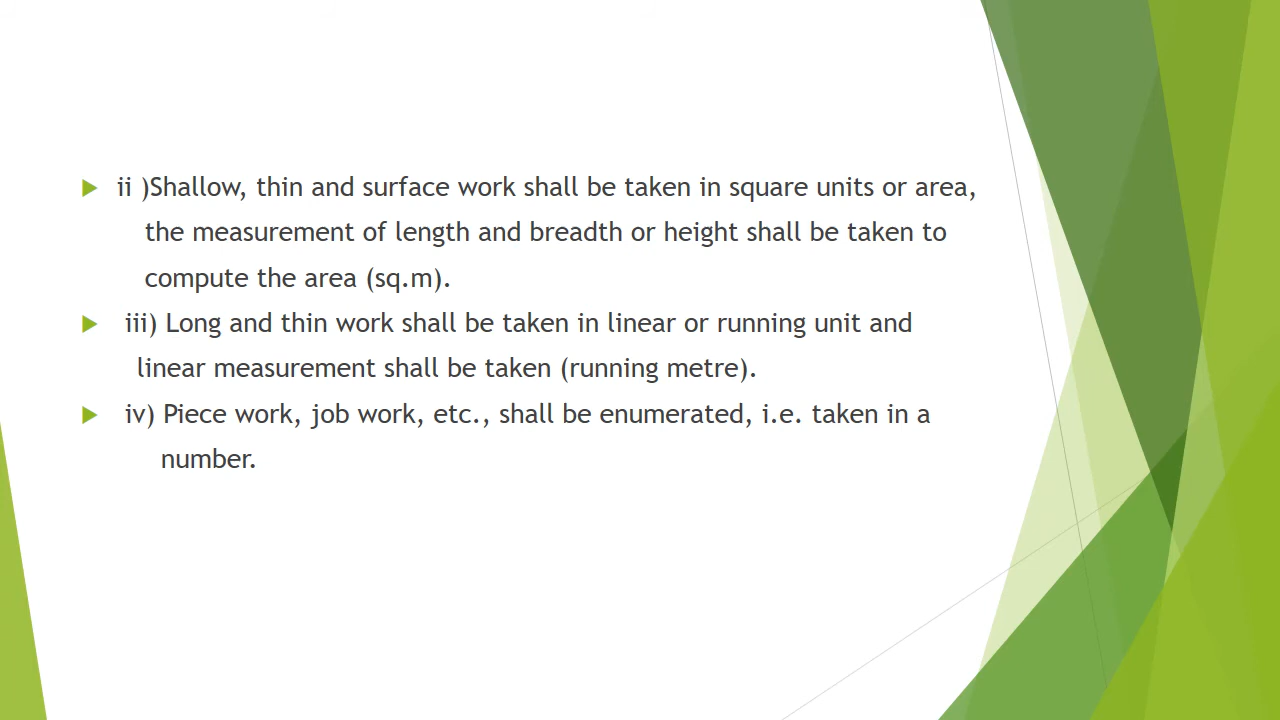 ii )Shallow, thin and surface work shall be taken in square units or area,
the measurement of length and breadth or height shall be taken to
compute the area (sq.m).
iii) Long and thin work shall be taken in linear or running unit and
linear measurement shall be taken (running metre).
iv) Piece work, job work, etc., shall be enumerated, i.e. taken in a
number.